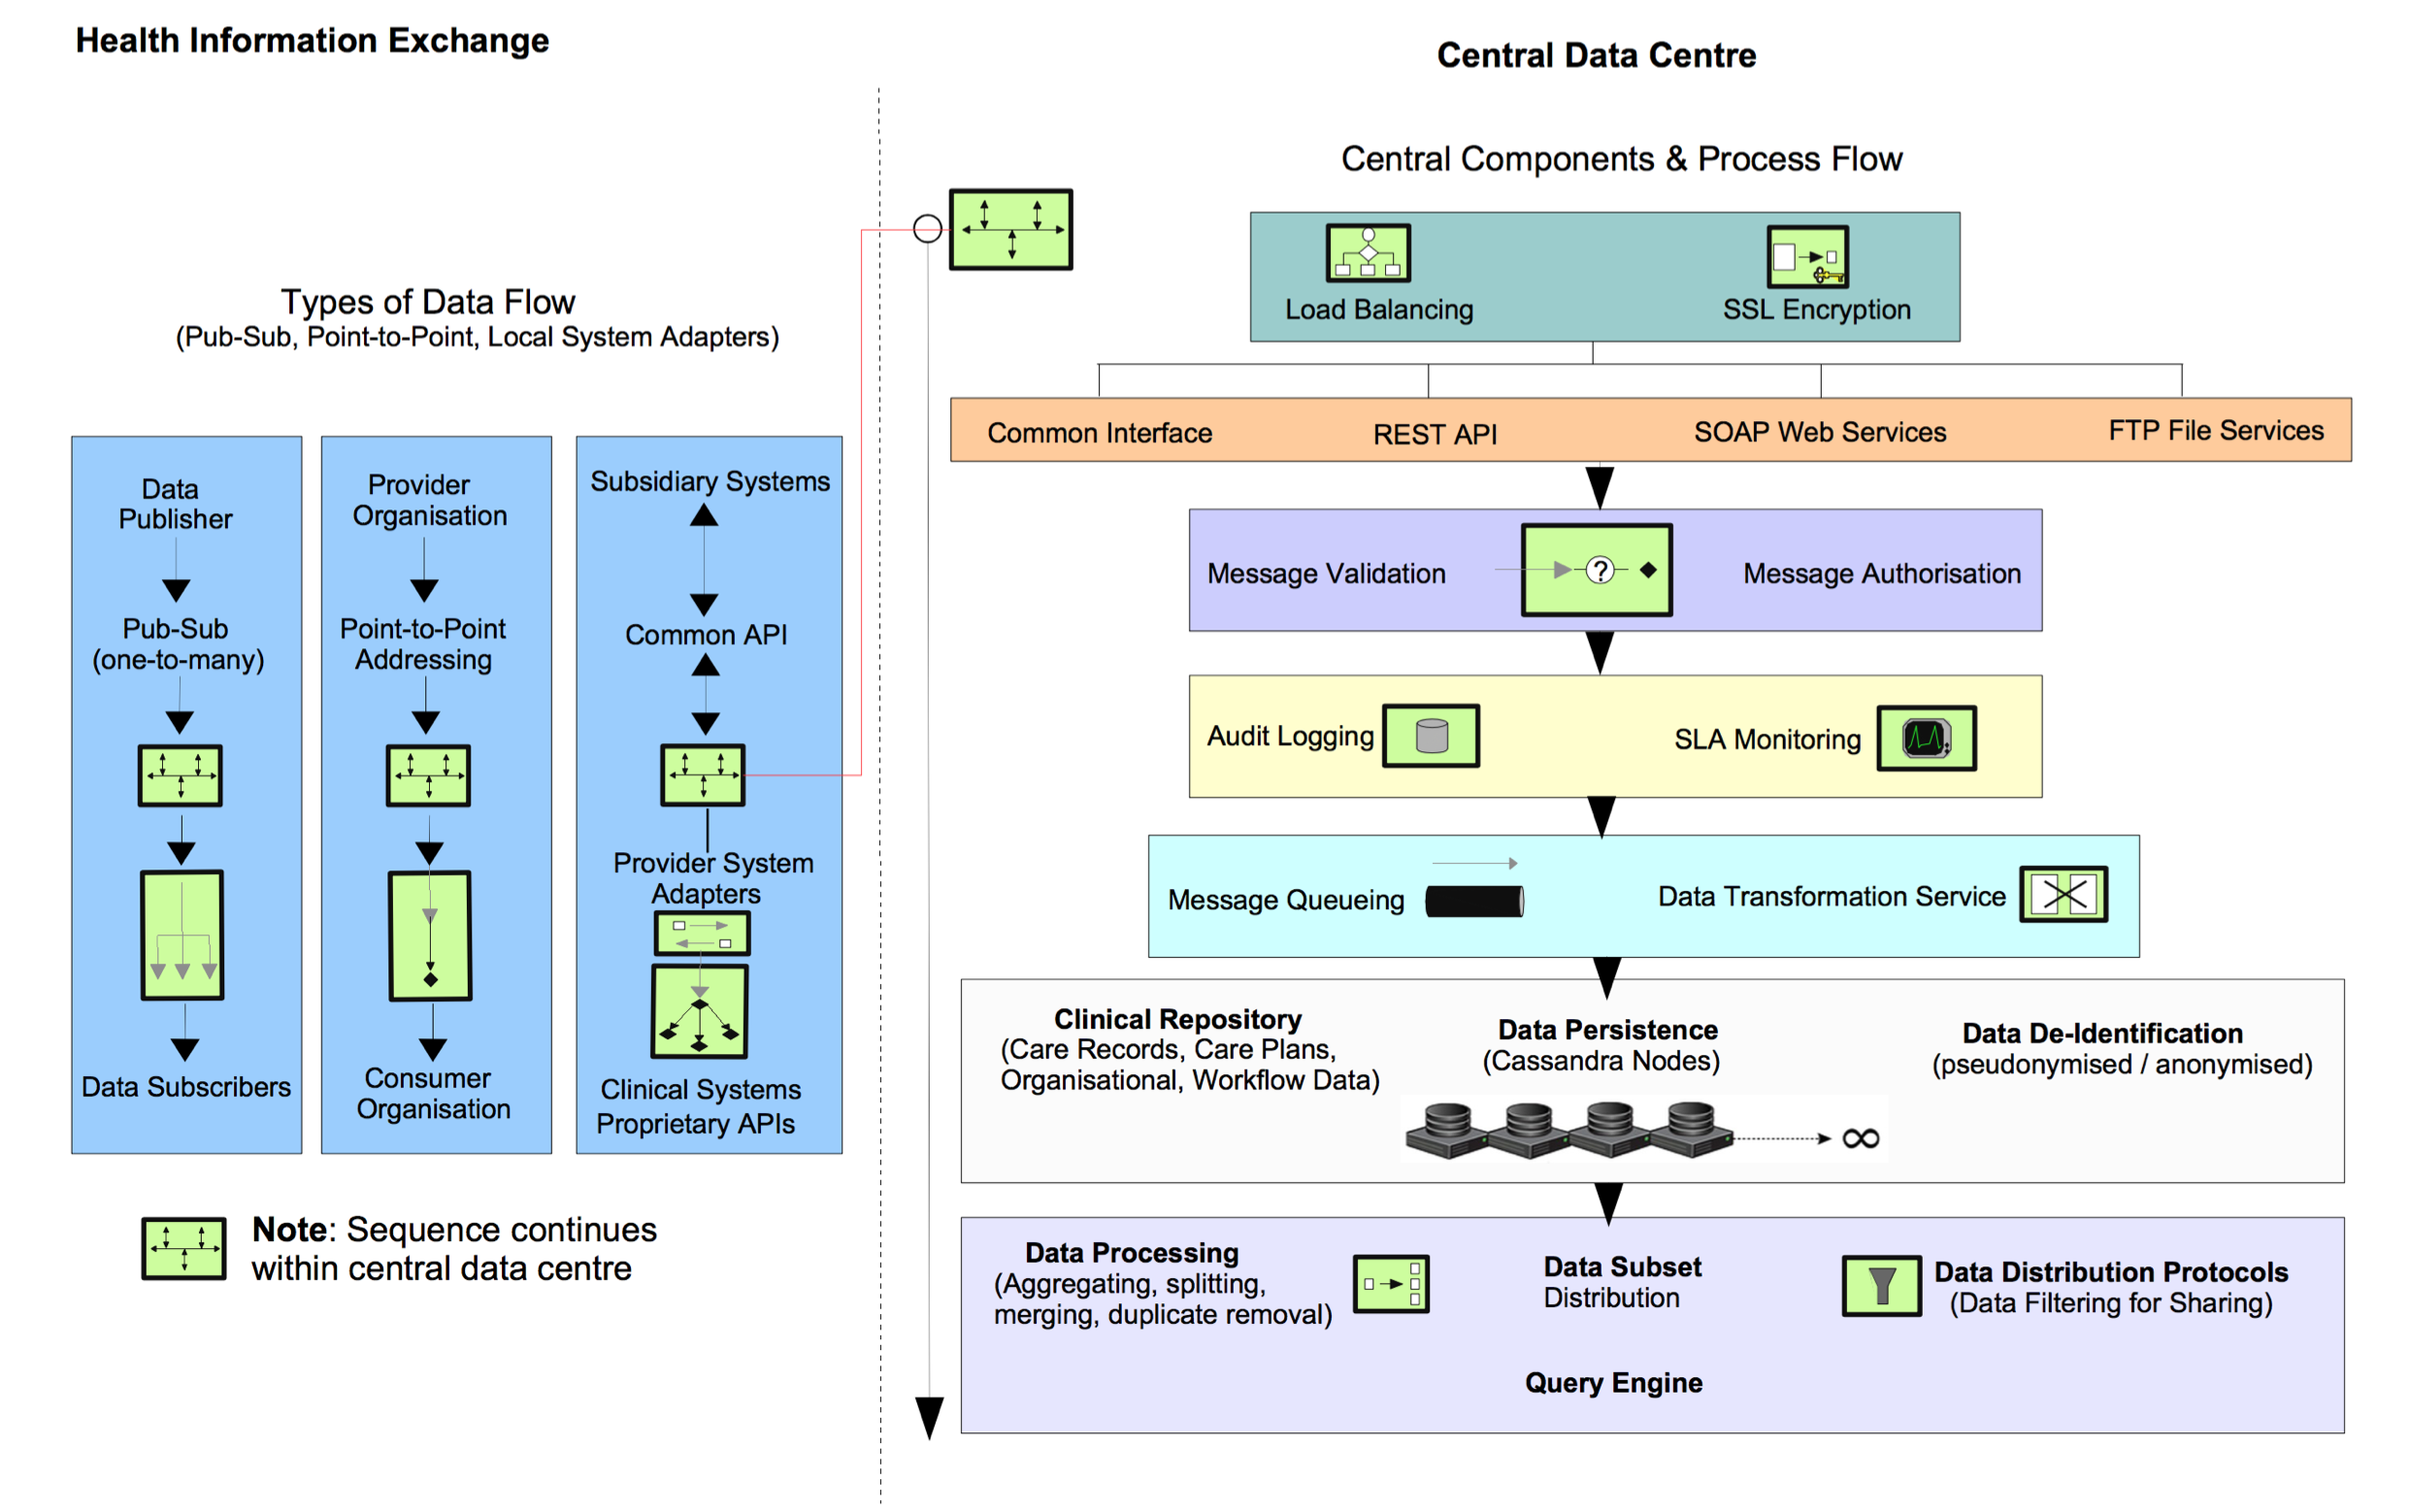 Health Information Exchange
Types of Data Flow
(Pub-Sub, Point-to-Point, Local System Adapters)
Data
Publisher
Pub-Sub
(one-to-many)
Data Subscribers
Provider
Organisation
Point-to-Point
Addressing
Consumer
Organisation
Subsidiary Systems
Common API
Provider System
Adapters
Clinical Systems
Proprietary APIs
Note: Sequence continues
within central data centre
Central Data Centre
Central Components & Process Flow
Load Balancing
SSL Encryption
Common Interface
REST API
SOAP Web Services
FTP File Services
Message Validation
?
Message Authorisation
Audit Logging
SLA Monitoring
Message Queueing
Data Transformation Service
Clinical Repository
(Care Records, Care Plans,
Organisational, Workflow Data)
Data Persistence
(Cassandra Nodes)
∞
Data De-Identification
(pseudonymised / anonymised)
Data Processing
(Aggregating, splitting,
merging, duplicate removal)
Data Subset
Distribution
Data Distribution Protocols
(Data Filtering for Sharing)
Query Engine